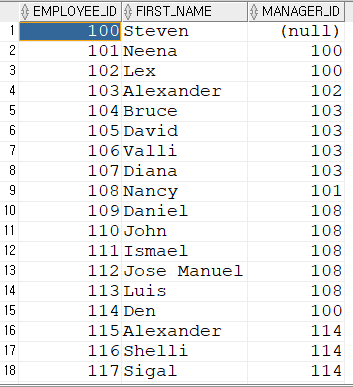 EMPLOYEE_ID FIRST_NAME MANAGER_ID
1 100 Steven (null)
2 101 Neena 100
3 102 Lex 100
4 103 Alexander 102
5 104 Bruce 103
6 105 David 103
7 106 Valli 103
8 107 Diana 103
9 108 Nancy 101
10 109 Daniel 108
11 110 John 108
12 111 Ismael 108
13 112 Jose Manuel 108
14 113 Luis 108
15 114 Den 100
16 115 Alexander 114
17 116 Shelli 114
18 117 Sigal 114